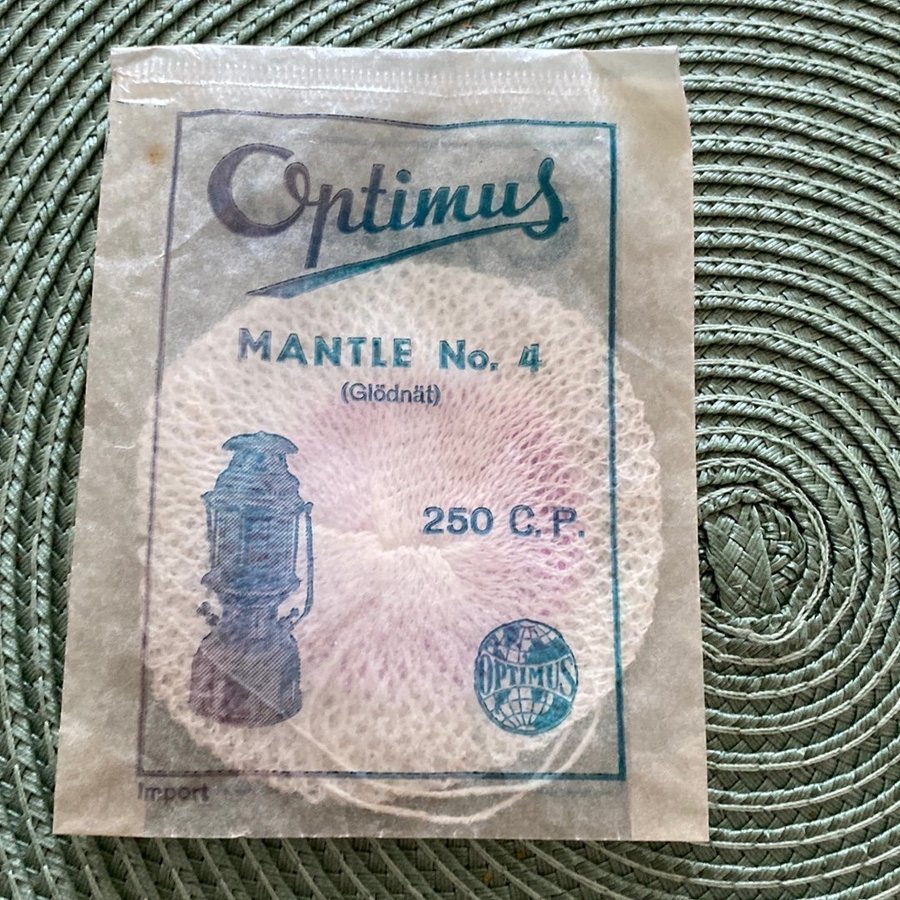 Optimus
MANTLE No. 4
(Glödnät)
250 C.P.
OPTIMUS
Import